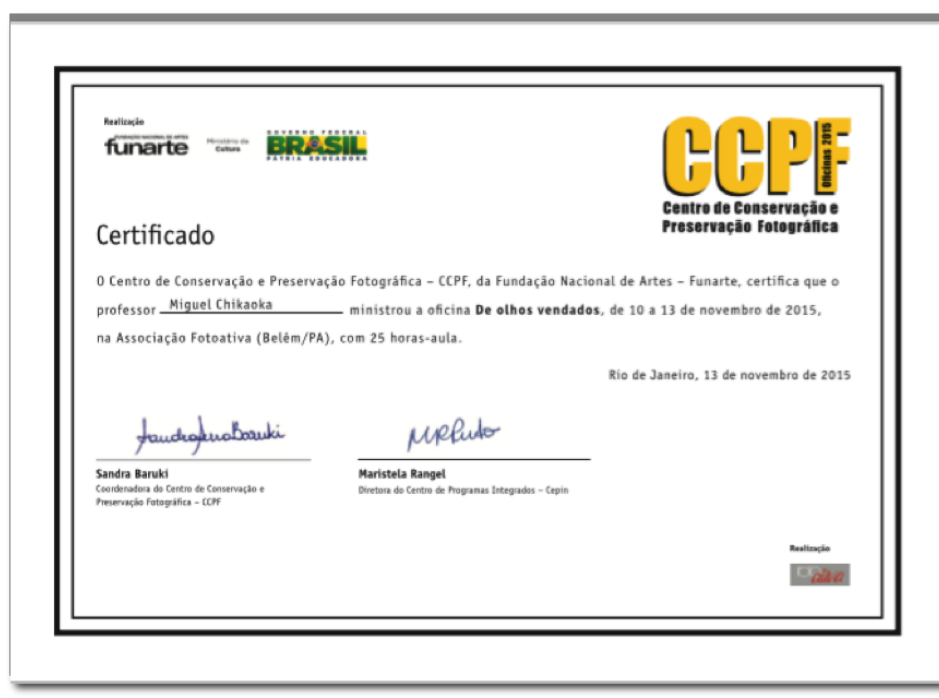 Realização
FUNDAÇÃO NACIONAL DE ARTES
funarte
Ministério da
Cultura
GOVERNO FEDERAL
BRASIL
PÁTRIA EDUCADORA
CCPF
Oficinas 2015
Centro de Conservação e
Preservação Fotográfica
Certificado
O Centro de Conservação e Preservação Fotográfica – CCPF, da Fundação Nacional de Artes – Funarte, certifica que o
professor Miguel Chikaoka ministrou a oficina De olhos vendados, de 10 a 13 de novembro de 2015,
na Associação Fotoativa (Belém/PA), com 25 horas-aula.
Rio de Janeiro, 13 de novembro de 2015
Sandra Baruki
Coordenadora do Centro de Conservação e
Preservação Fotográfica – CCPF
Maristela Rangel
Diretora do Centro de Programas Integrados – Cepin
Realização